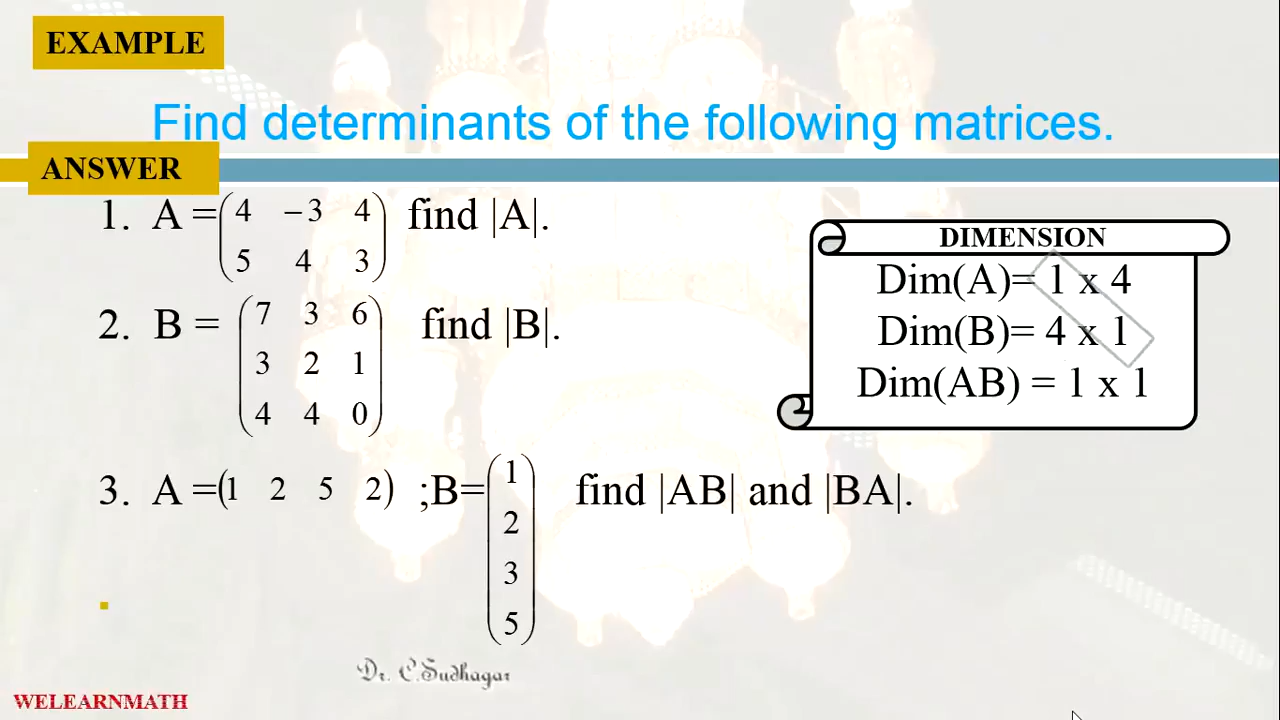 EXAMPLE
Find determinants of the following matrices.
ANSWER
1. A = (4 −3 4
5 4 3) find |A|.
2. B = (7 3 6
3 2 1
4 4 0) find |B|.
3. A =(1 2 5 2) ;B= (1
2
3
5) find |AB| and |BA|.
DIMENSION
Dim(A)= 1 x 4
Dim(B)= 4 x 1
Dim(AB) = 1 x 1
Dr. C.Sudhagar
WELEARNMATH